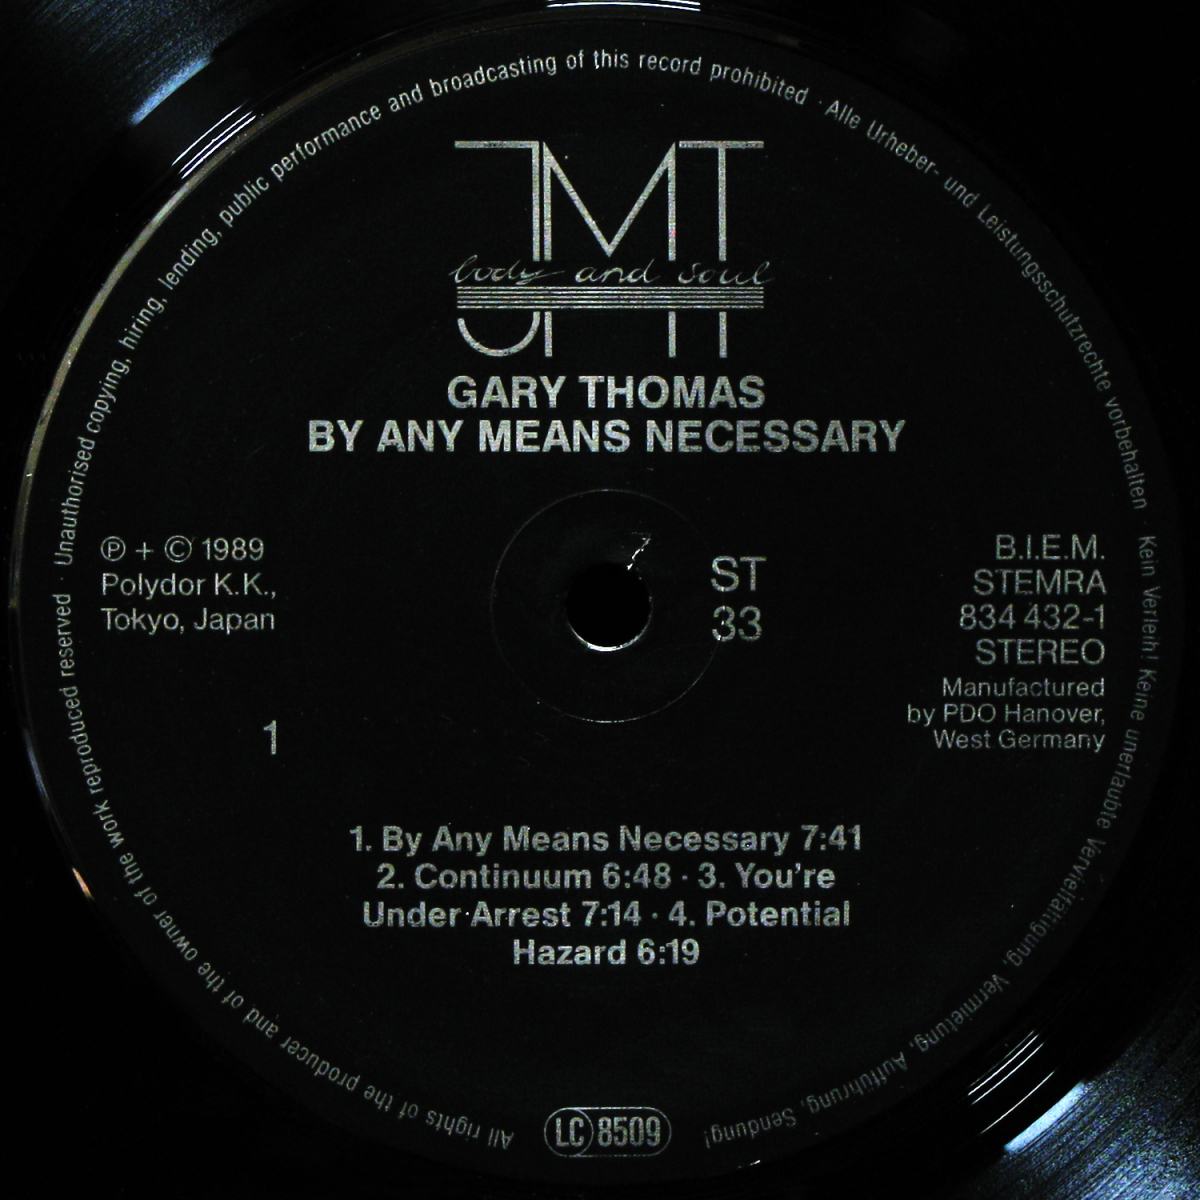 All rights of the producer and of the owner of the work reproduced reserved · Unauthorised copying, hiring, lending, public performance and broadcasting of this record prohibited · Alle Urheber- und Leistungsschutzrechte vorbehalten · Kein Verleih! Keine unerlaubte Vervielfältigung, Vermietung, Aufführung, Sendung!
JMT
body and soul
GARY THOMAS
BY ANY MEANS NECESSARY
Ⓟ + © 1989
Polydor K.K.,
Tokyo, Japan
ST
33
B.I.E.M.
STEMRA
834 432-1
STEREO
Manufactured
by PDO Hanover,
West Germany
1
1. By Any Means Necessary 7:41
2. Continuum 6:48 · 3. You're
Under Arrest 7:14 · 4. Potential
Hazard 6:19
LC 8509